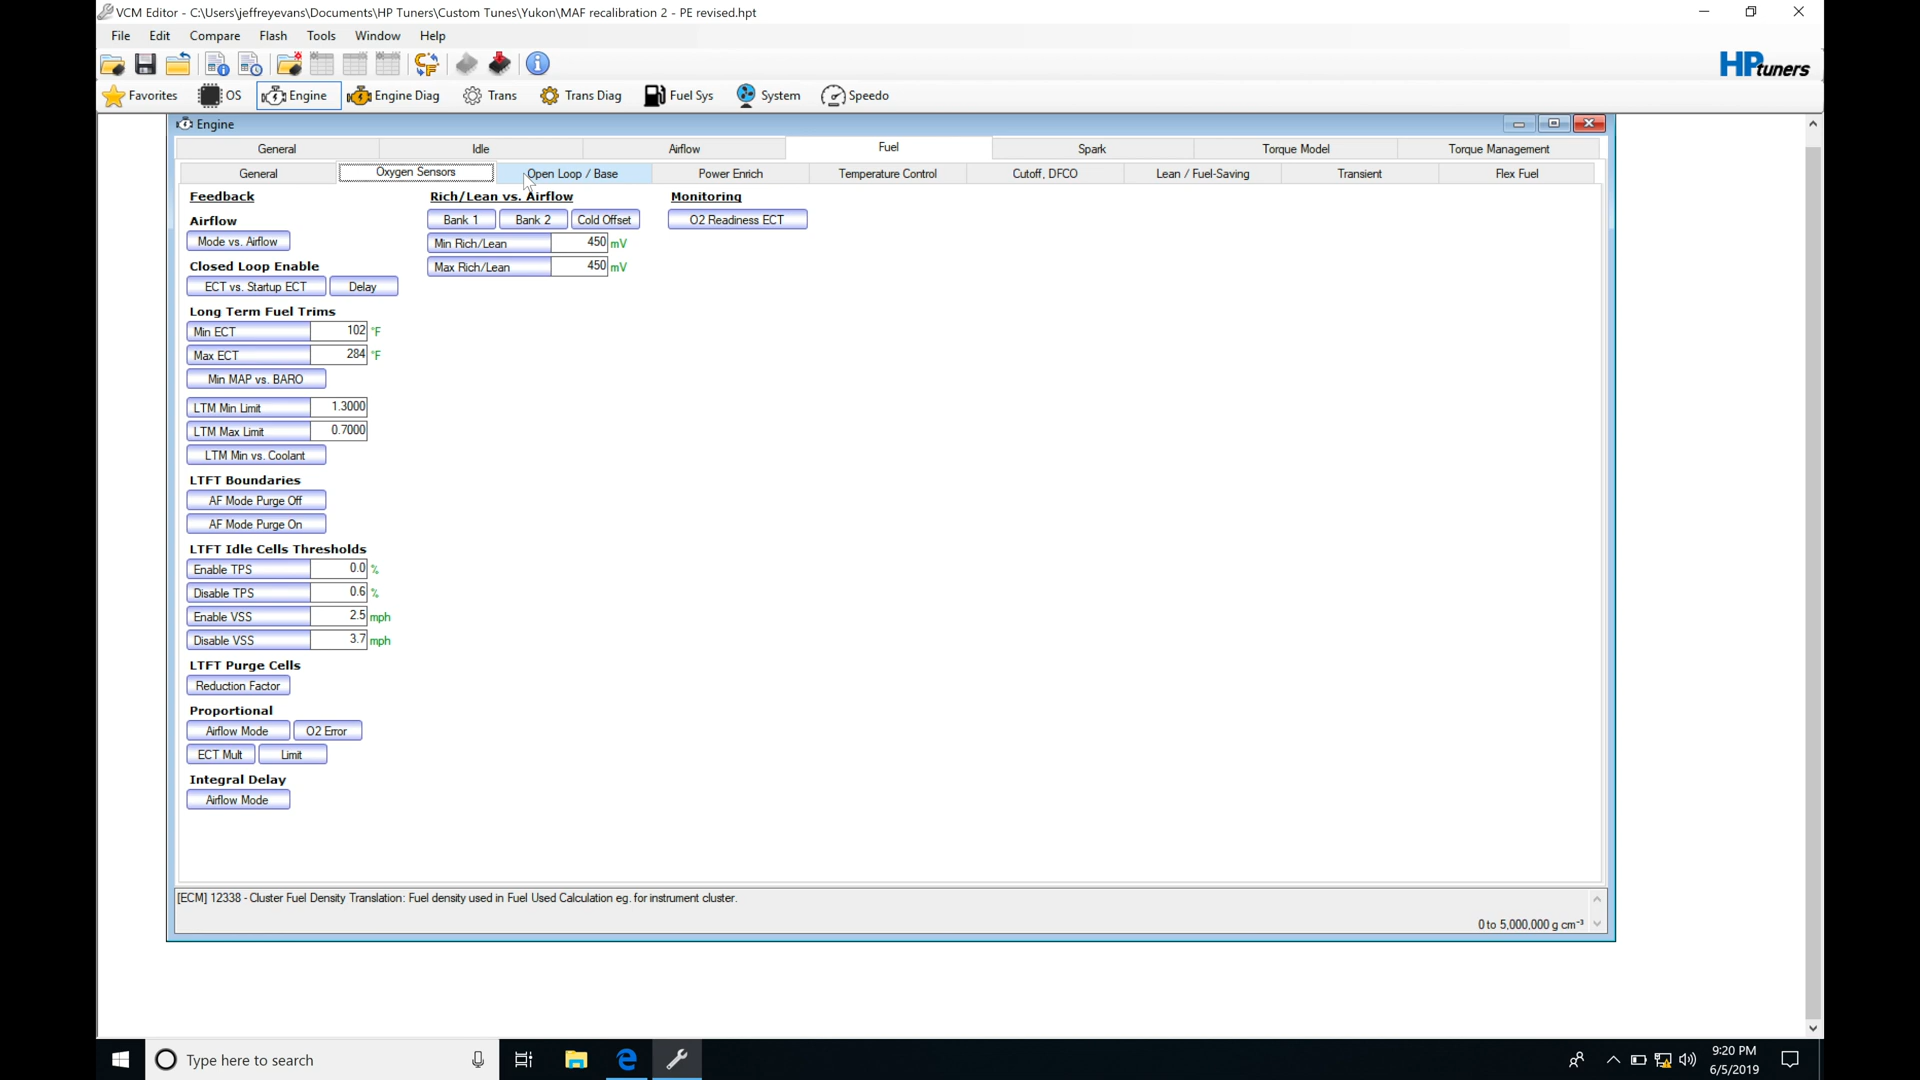 VCM Editor - C:\Users\jeffreyevans\Documents\HP Tuners\Custom Tunes\Yukon\MAF recalibration 2 - PE revised.hpt
File Edit Compare Flash Tools Window Help
HPtuners
Favorites OS Engine Engine Diag Trans Trans Diag Fuel Sys System Speedo
Engine
General Idle Airflow Fuel Spark Torque Model Torque Management
General Oxygen Sensors Open Loop / Base Power Enrich Temperature Control Cutoff, DFCO Lean / Fuel-Saving Transient Flex Fuel
Feedback
Airflow
Mode vs. Airflow
Closed Loop Enable
ECT vs. Startup ECT Delay
Long Term Fuel Trims
Min ECT 102 °F
Max ECT 284 °F
Min MAP vs. BARO
LTM Min Limit 1.3000
LTM Max Limit 0.7000
LTM Min vs. Coolant
LTFT Boundaries
AF Mode Purge Off
AF Mode Purge On
LTFT Idle Cells Thresholds
Enable TPS 0.0 %
Disable TPS 0.6 %
Enable VSS 2.5 mph
Disable VSS 3.7 mph
LTFT Purge Cells
Reduction Factor
Proportional
Airflow Mode O2 Error
ECT Mult Limit
Integral Delay
Airflow Mode
Rich/Lean vs. Airflow
Bank 1 Bank 2 Cold Offset
Min Rich/Lean 450 mV
Max Rich/Lean 450 mV
Monitoring
O2 Readiness ECT
[ECM] 12338 - Cluster Fuel Density Translation: Fuel density used in Fuel Used Calculation eg. for instrument cluster.
0 to 5,000,000 g cm⁻³
Type here to search
9:20 PM
6/5/2019